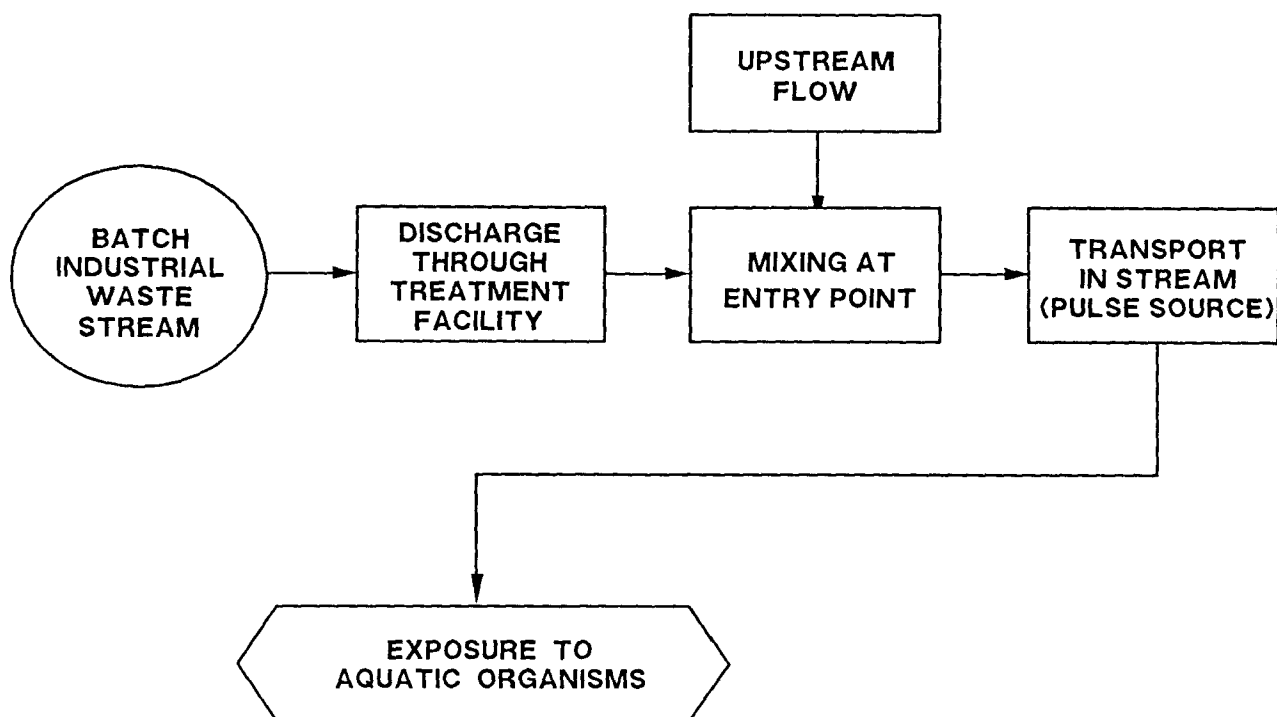 UPSTREAM
FLOW
BATCH
INDUSTRIAL
WASTE
STREAM
DISCHARGE
THROUGH
TREATMENT
FACILITY
MIXING AT
ENTRY POINT
TRANSPORT
IN STREAM
(PULSE SOURCE)
EXPOSURE TO
AQUATIC ORGANISMS